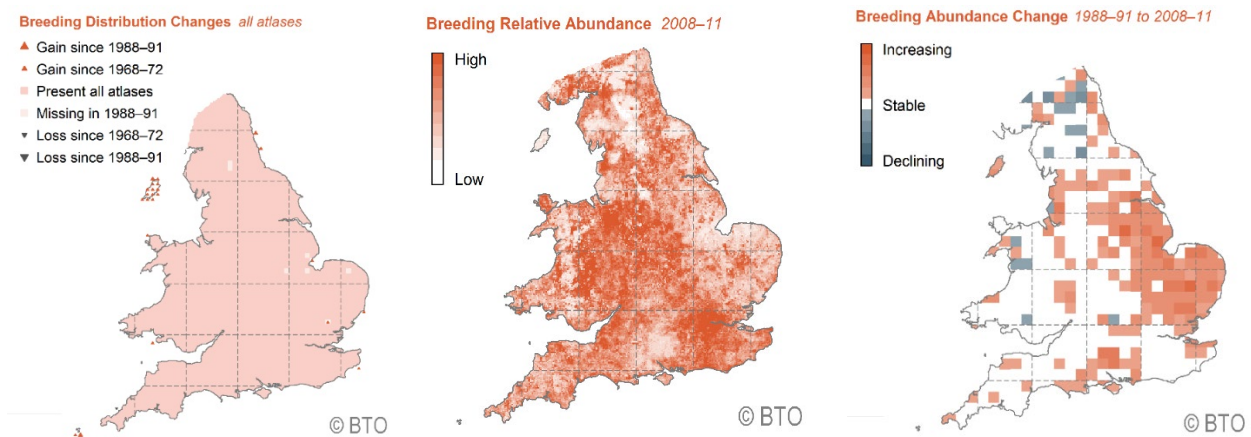 Breeding Distribution Changes all atlases
Gain since 1988–91
Gain since 1968–72
Present all atlases
Missing in 1988–91
Loss since 1968–72
Loss since 1988–91
© BTO
Breeding Relative Abundance 2008–11
High
Low
© BTO
Breeding Abundance Change 1988–91 to 2008–11
Increasing
Stable
Declining
© BTO